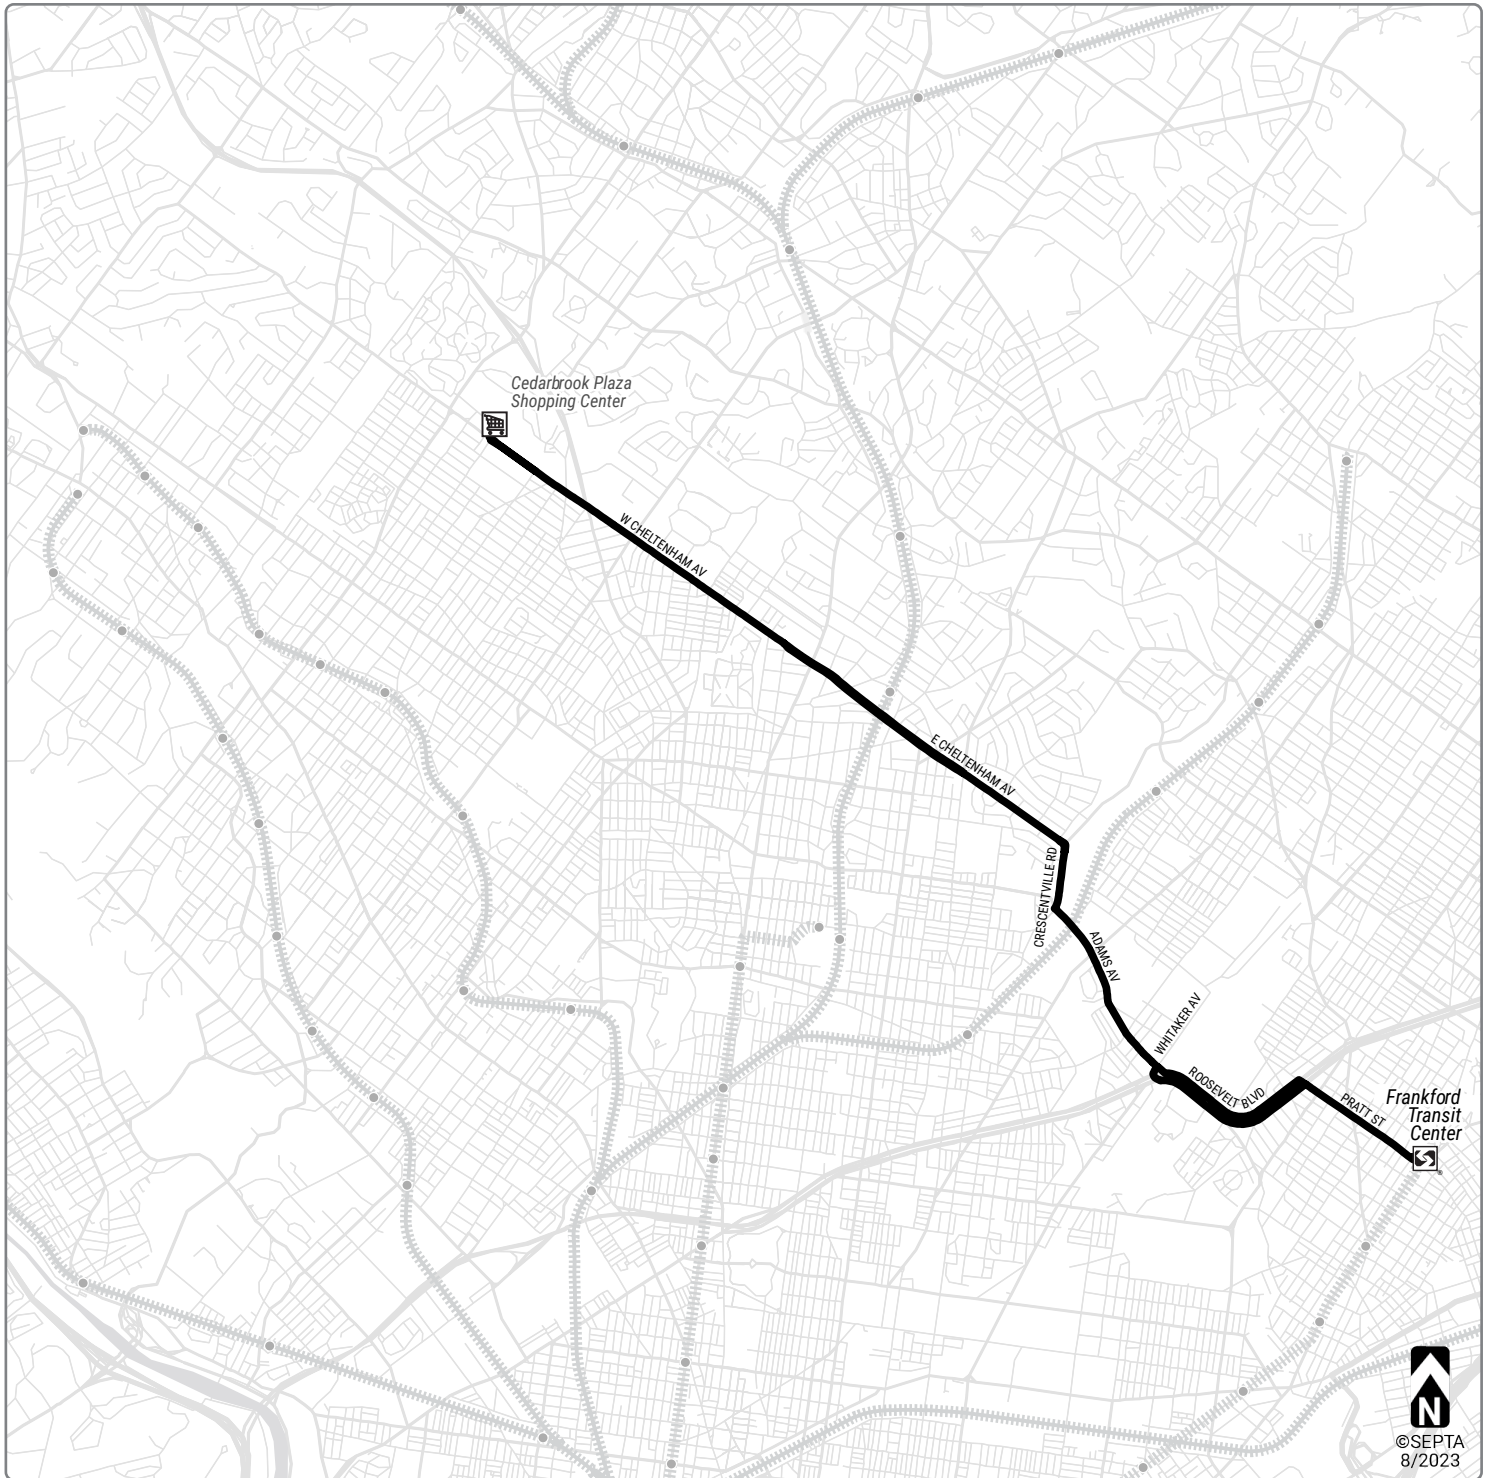 Cedarbrook Plaza
Shopping Center
W CHELTENHAM AV
E CHELTENHAM AV
CRESCENTVILLE RD
ADAMS AV
WHITAKER AV
ROOSEVELT BLVD
PRATT ST
Frankford
Transit
Center
N
©SEPTA
8/2023